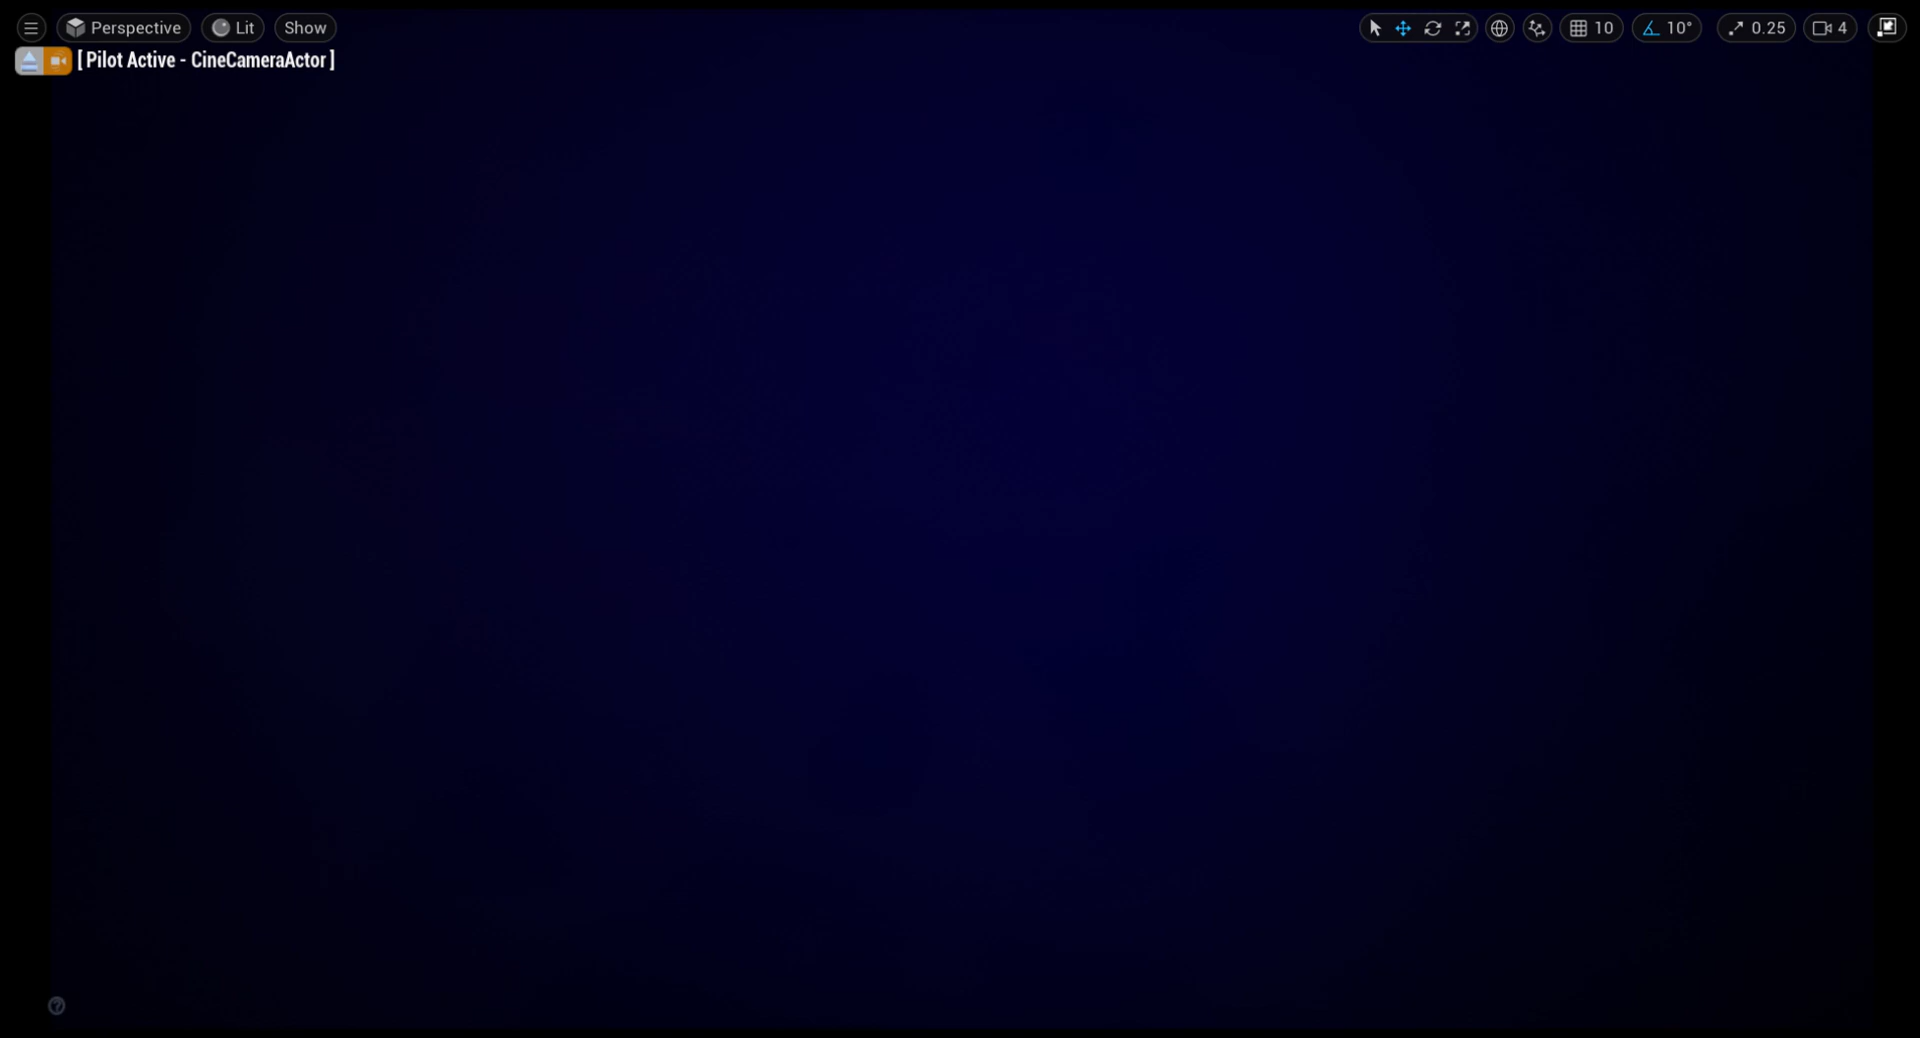 Perspective Lit Show 10 10° 0.25 4
[ Pilot Active - CineCameraActor ]